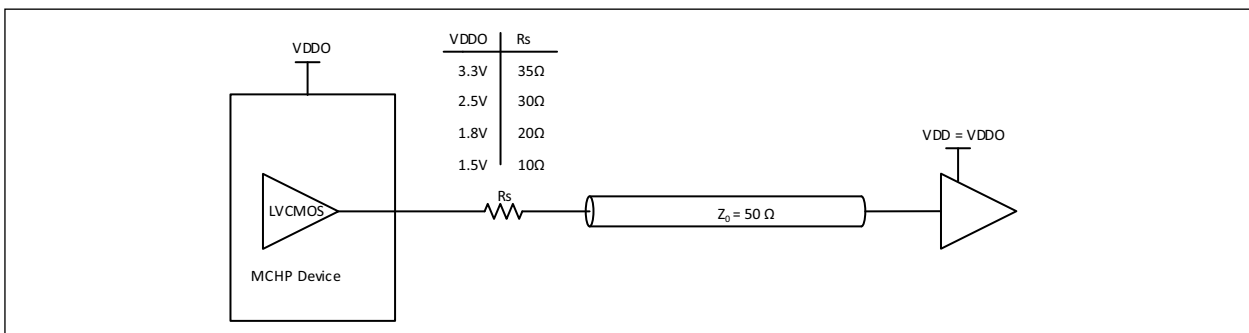 VDDO
VDDO Rs
3.3V 35Ω
2.5V 30Ω
1.8V 20Ω
1.5V 10Ω
VDD = VDDO
LVCMOS
Rs
Z₀ = 50 Ω
MCHP Device